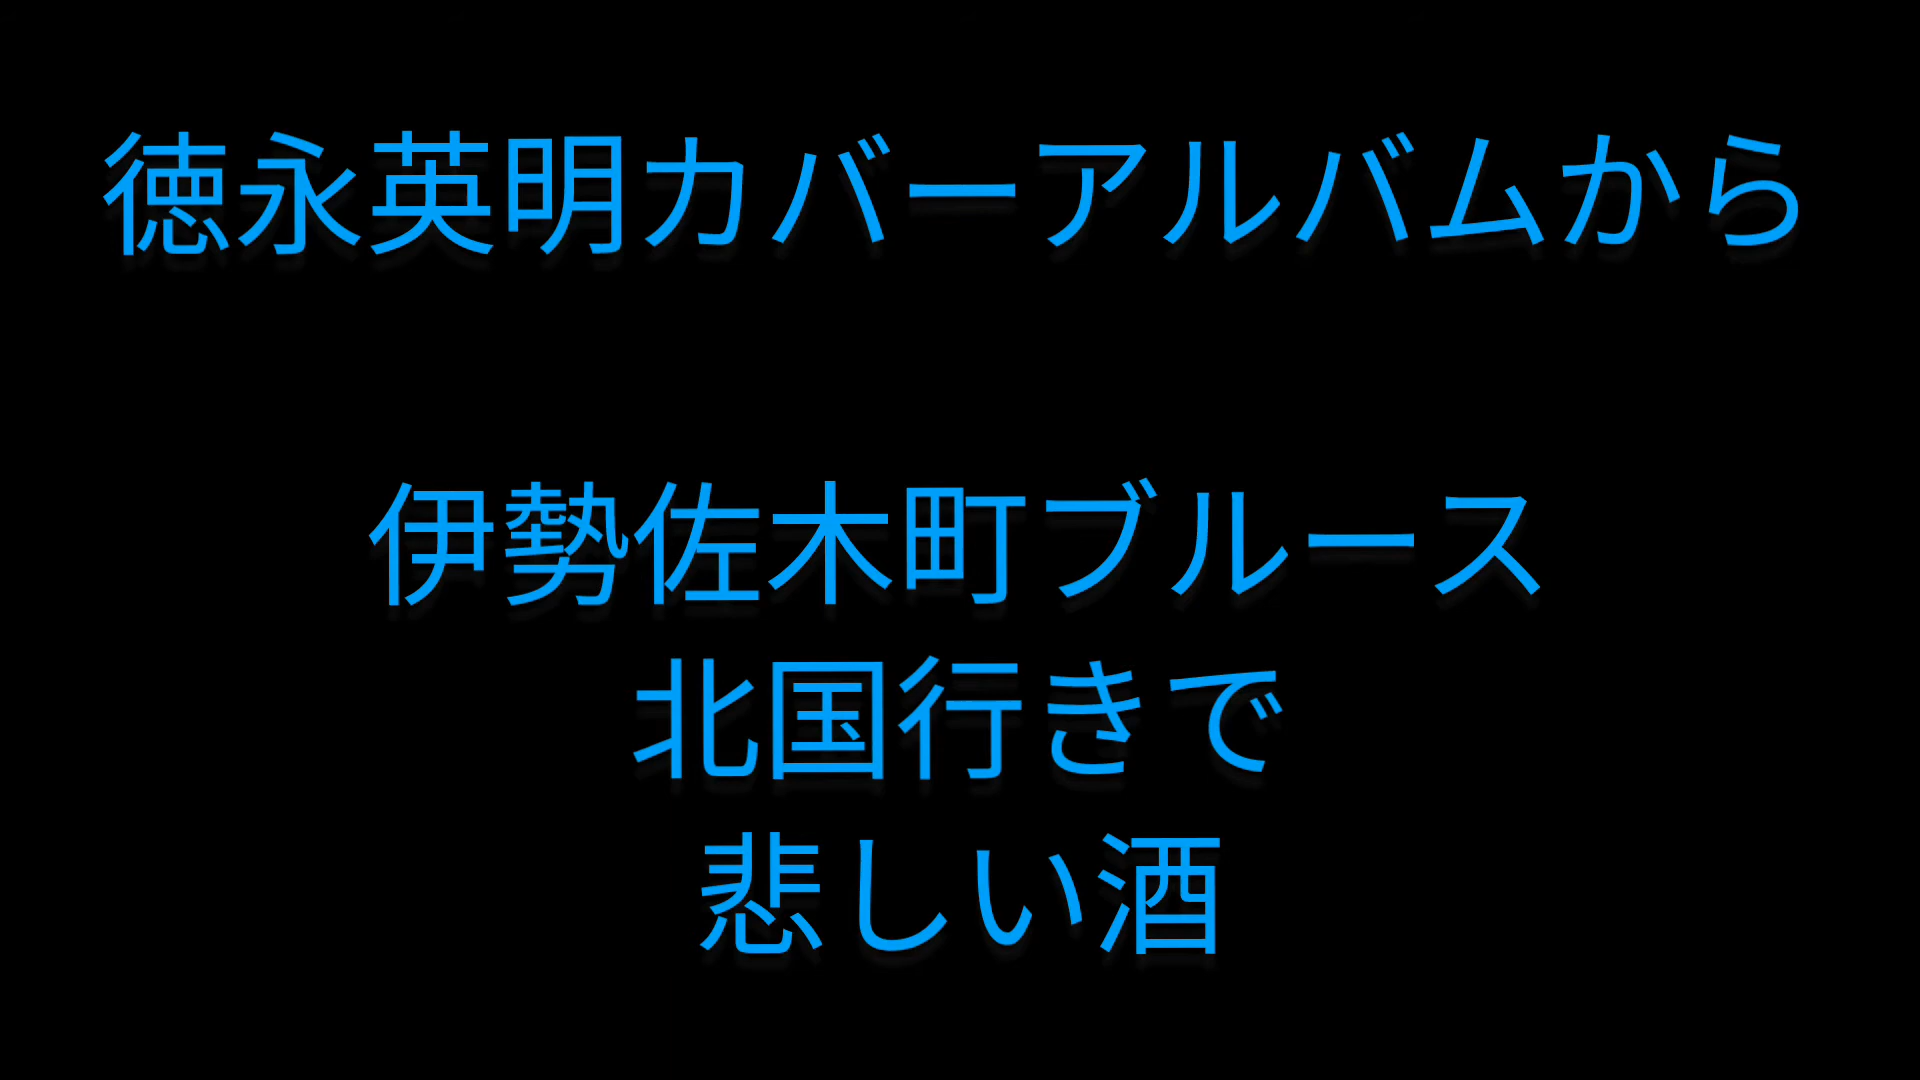 徳永英明カバーアルバムから
伊勢佐木町ブルース
北国行きで
悲しい酒